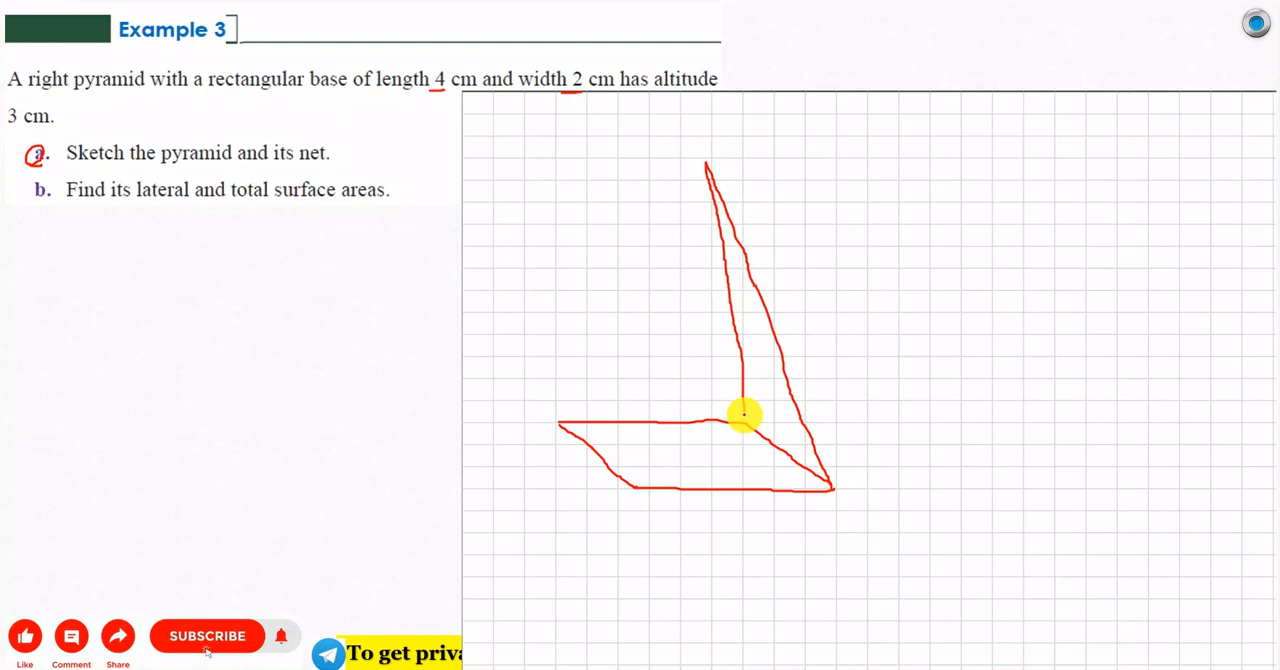 Example 3
A right pyramid with a rectangular base of length 4 cm and width 2 cm has altitude
3 cm.
a. Sketch the pyramid and its net.
b. Find its lateral and total surface areas.
SUBSCRIBE
Like Comment Share
To get priva